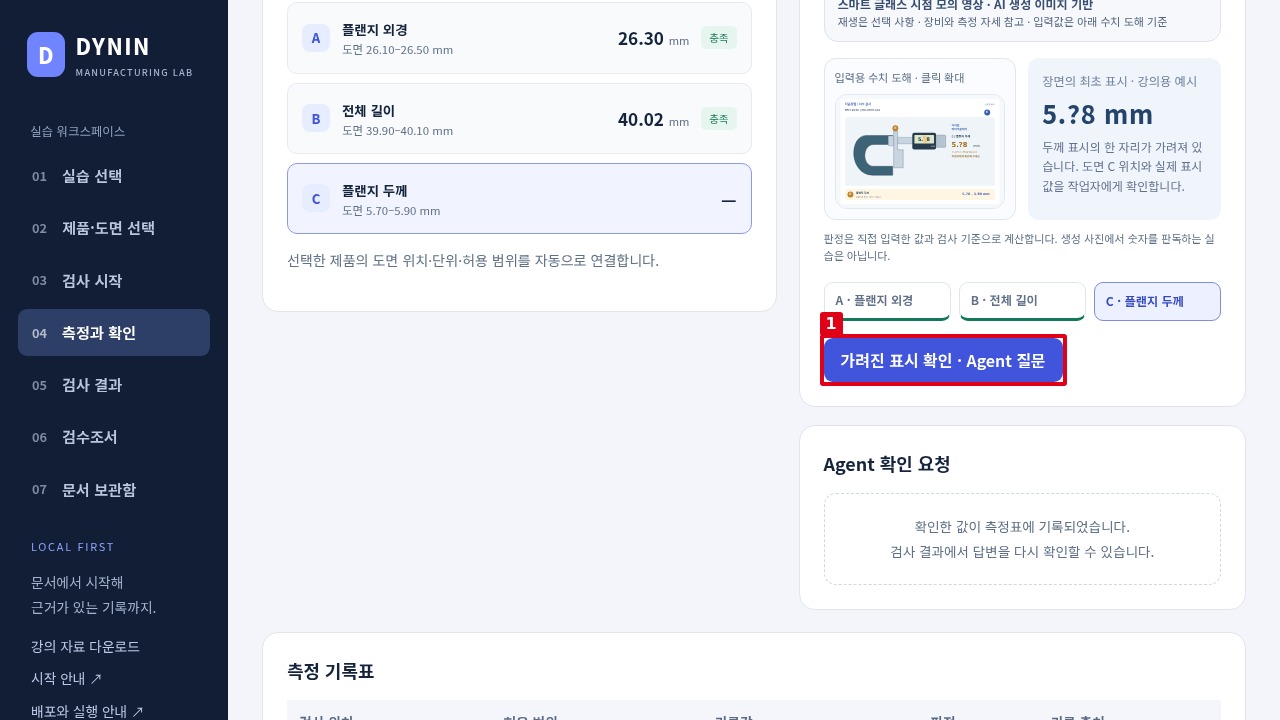 D
DYNIN
MANUFACTURING LAB
실습 워크스페이스
01 실습 선택
02 제품·도면 선택
03 검사 시작
04 측정과 확인
05 검사 결과
06 검수조서
07 문서 보관함
LOCAL FIRST
문서에서 시작해
근거가 있는 기록까지.
강의 자료 다운로드
시작 안내 ↗
배포와 실행 안내 ↗
A 플랜지 외경
도면 26.10–26.50 mm
26.30 mm 충족
B 전체 길이
도면 39.90–40.10 mm
40.02 mm 충족
C 플랜지 두께
도면 5.70–5.90 mm
—
선택한 제품의 도면 위치·단위·허용 범위를 자동으로 연결합니다.
스마트 글래스 시점 모의 영상 · AI 생성 이미지 기반
재생은 선택 사항 · 장비와 측정 자세 참고 · 입력값은 아래 수치 도해 기준
입력용 수치 도해 · 클릭 확대
5.?8
장면의 최초 표시 · 강의용 예시
5.?8 mm
두께 표시의 한 자리가 가려져 있
습니다. 도면 C 위치와 실제 표시
값을 작업자에게 확인합니다.
판정은 직접 입력한 값과 검사 기준으로 계산합니다. 생성 사진에서 숫자를 판독하는 실
습은 아닙니다.
A · 플랜지 외경
B · 전체 길이
C · 플랜지 두께
1
가려진 표시 확인 · Agent 질문
Agent 확인 요청
확인한 값이 측정표에 기록되었습니다.
검사 결과에서 답변을 다시 확인할 수 있습니다.
측정 기록표